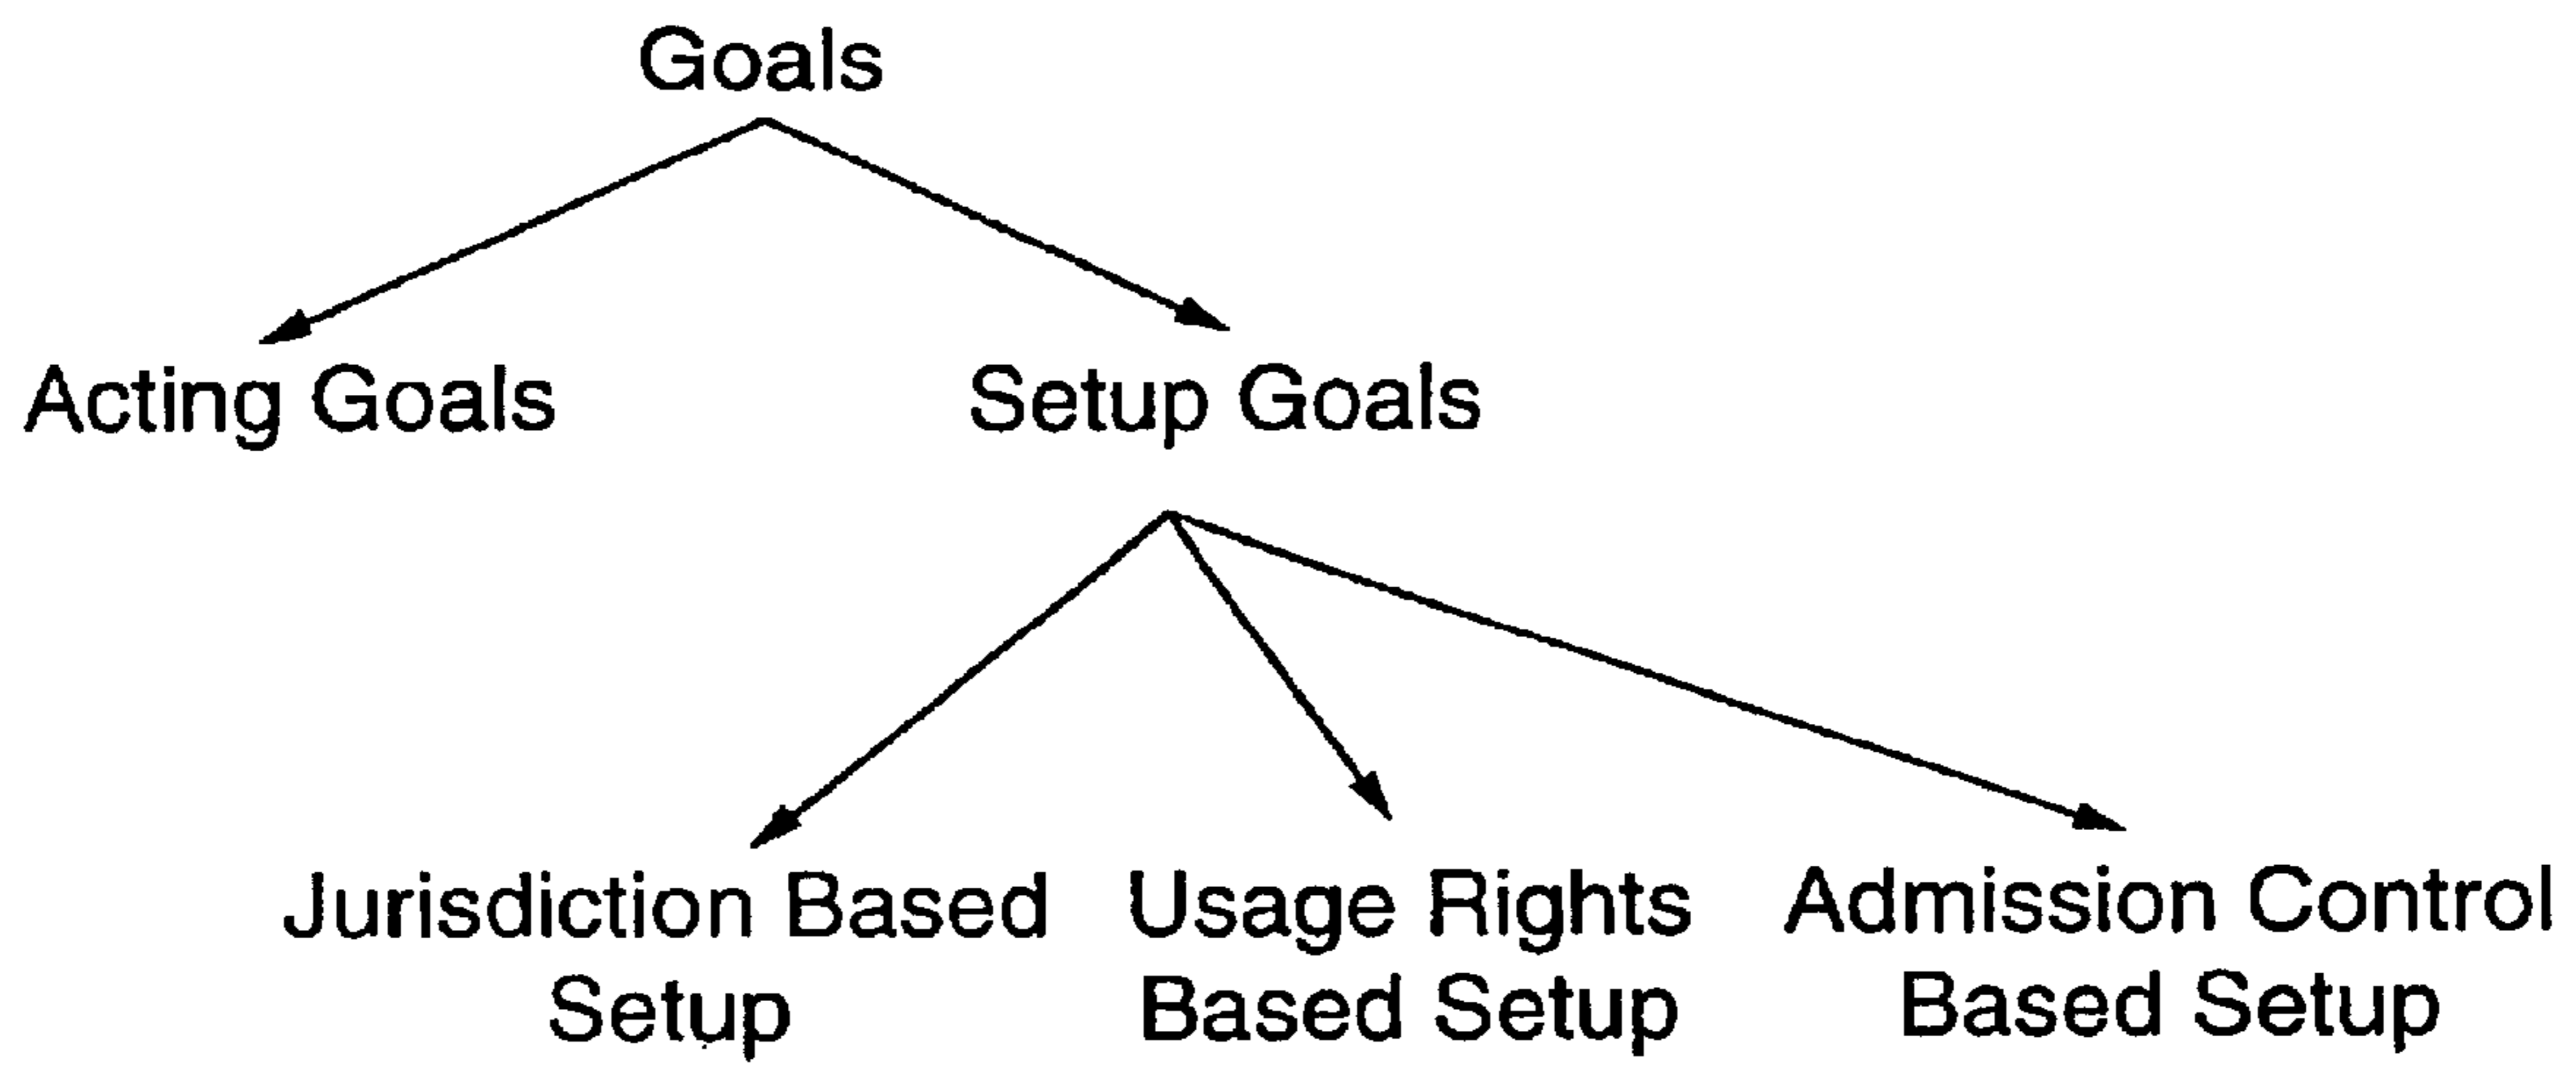 Goals
Acting Goals
Setup Goals
Jurisdiction Based
Setup
Usage Rights
Based Setup
Admission Control
Based Setup